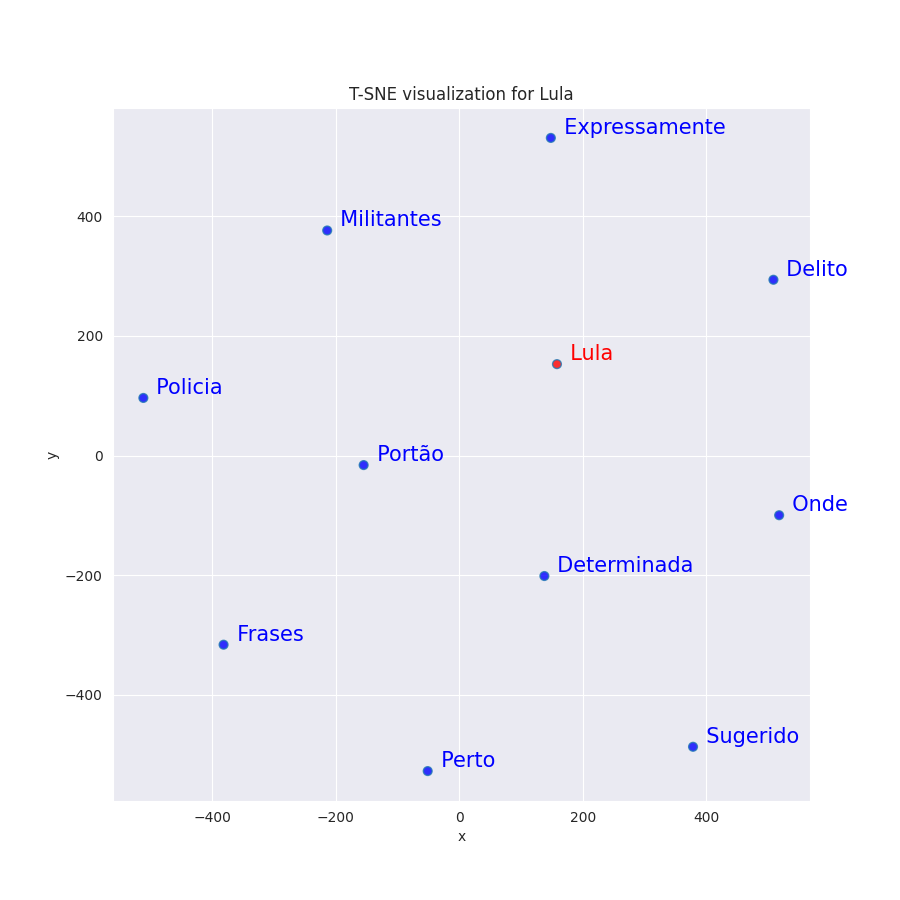 T-SNE visualization for Lula
Expressamente
Militantes
400
Delito
200
Lula
Policia
Portão
0
y
Onde
Determinada
−200
Frases
−400
Sugerido
Perto
−400 −200 0 200 400
x